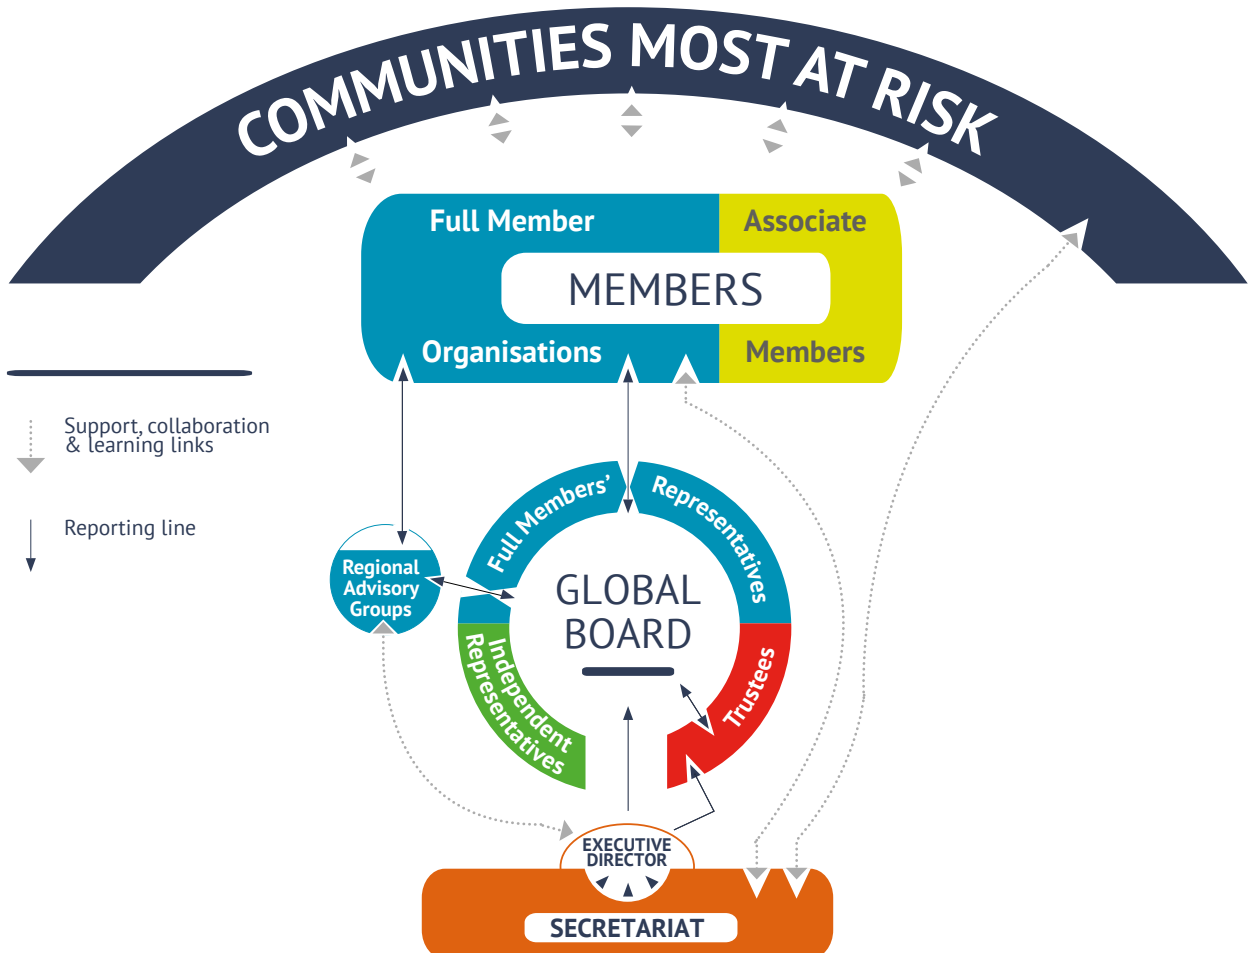 COMMUNITIES MOST AT RISK
Full Member
Associate
MEMBERS
Organisations
Members
Support, collaboration
& learning links
Reporting line
Full Members’
Representatives
Regional
Advisory
Groups
GLOBAL
BOARD
Independent
Representatives
Trustees
EXECUTIVE
DIRECTOR
SECRETARIAT